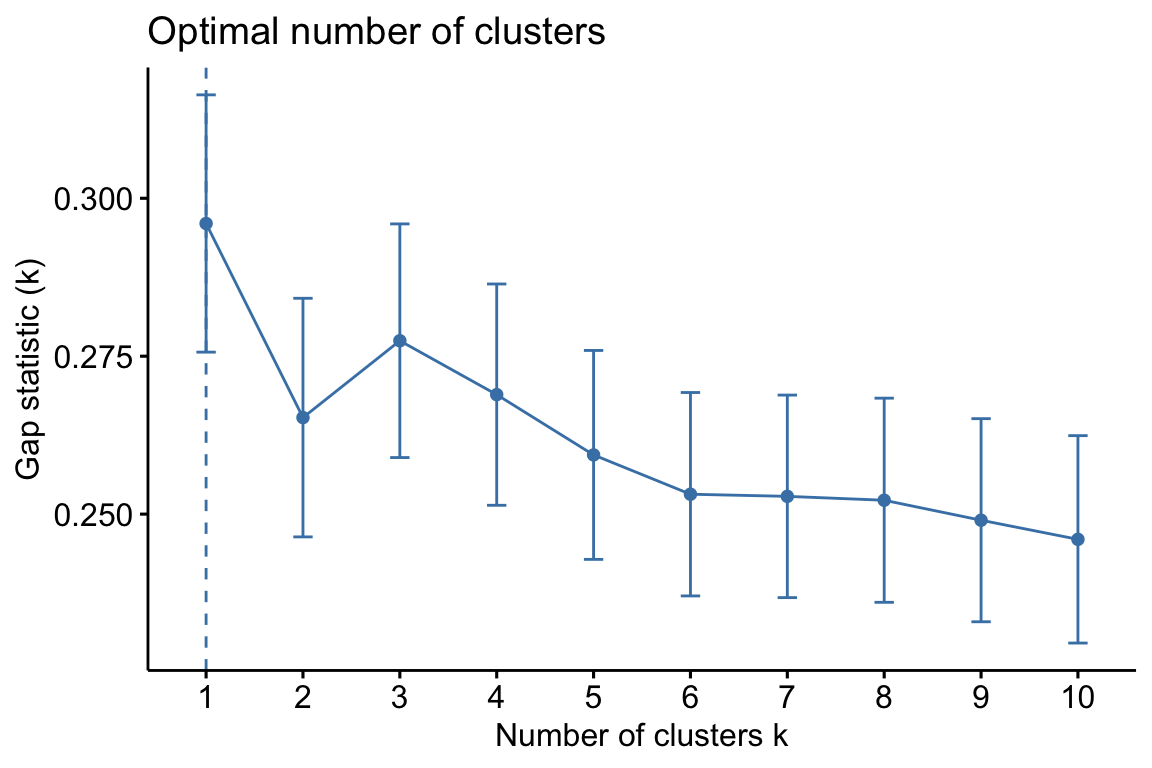 Optimal number of clusters
Gap statistic (k)
0.300
0.275
0.250
1 2 3 4 5 6 7 8 9 10
Number of clusters k